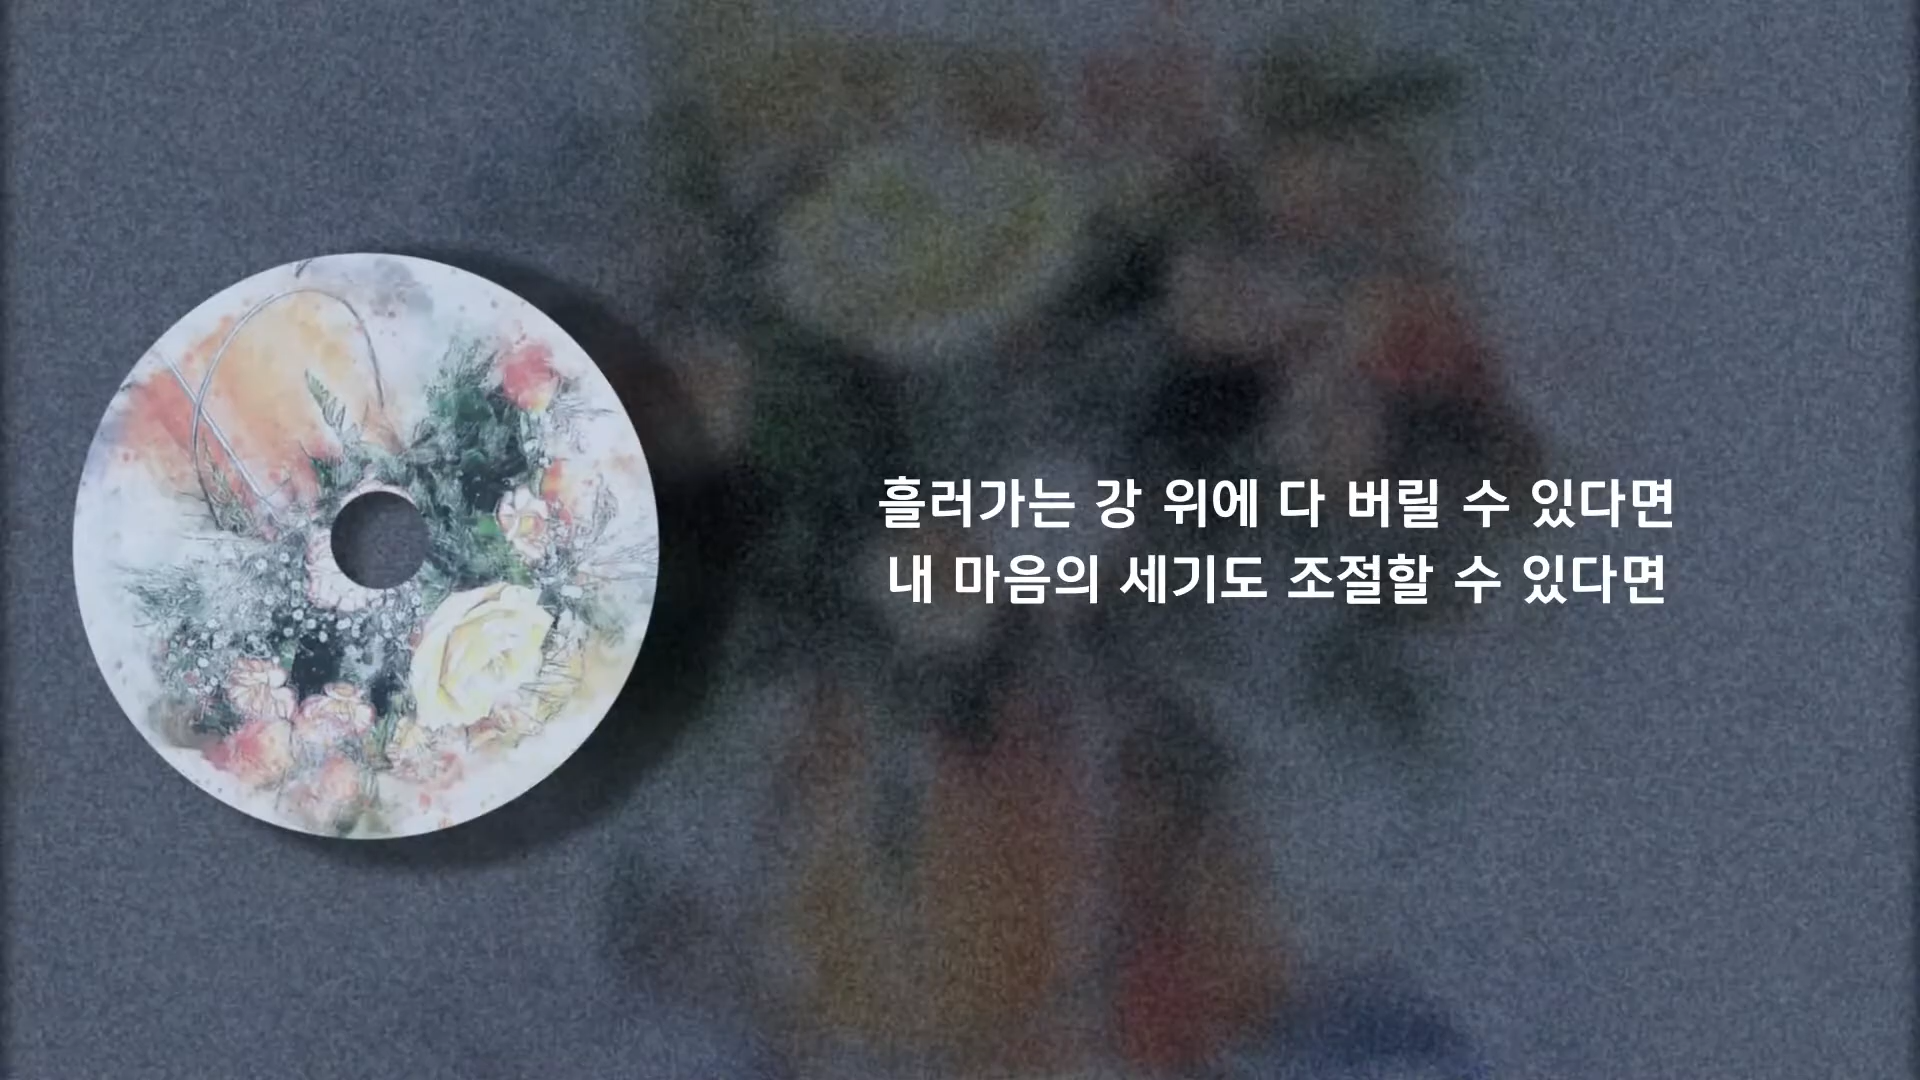 흘러가는 강 위에 다 버릴 수 있다면
내 마음의 세기도 조절할 수 있다면